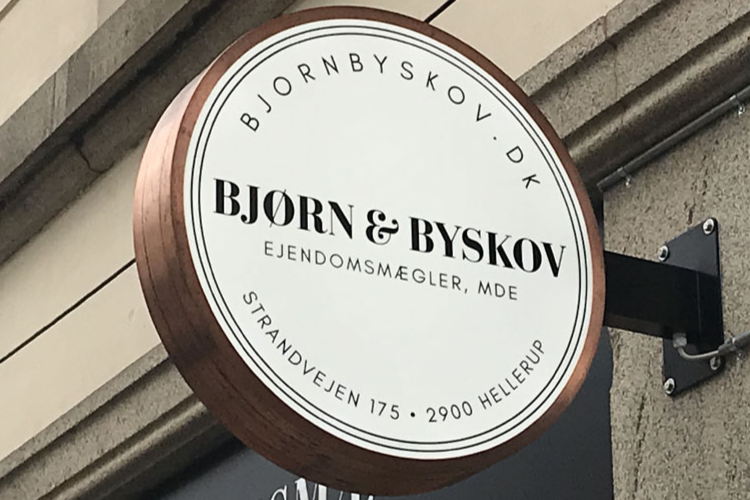 BJORNBYSKOV.DK
BJØRN & BYSKOV
EJENDOMSMÆGLER, MDE
STRANDVEJEN 175 • 2900 HELLERUP